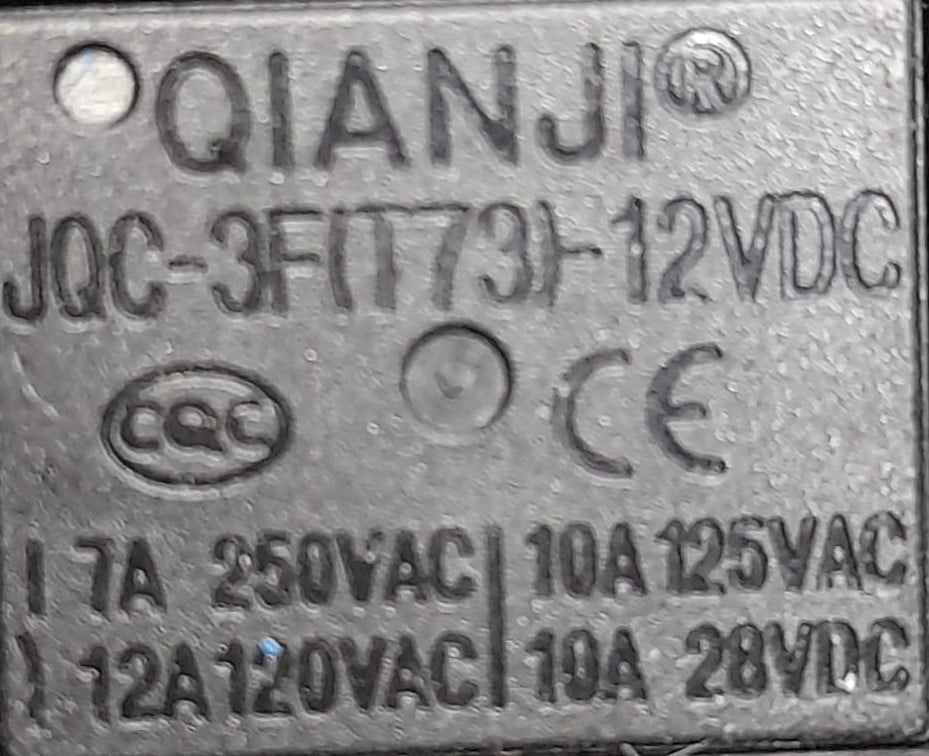 QIANJI®
JQC-3F(T73)-12VDC
CQC CE
7A 250VAC | 10A 125VAC
12A 120VAC | 10A 28VDC